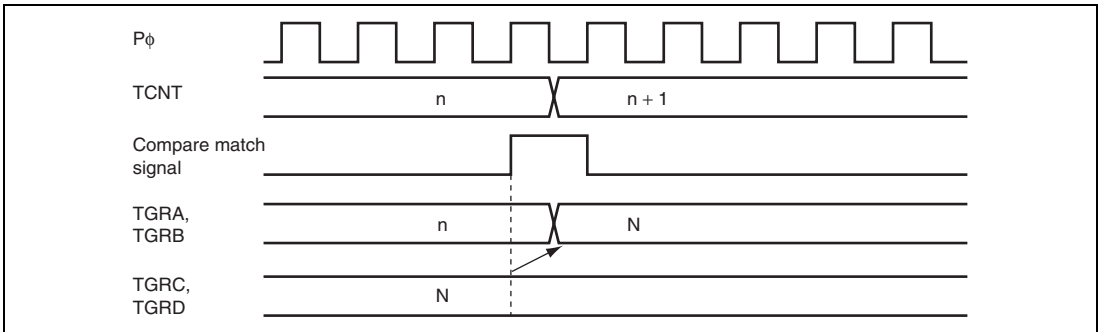 Pϕ
TCNT
n
n + 1
Compare match
signal
TGRA,
TGRB
n
N
TGRC,
TGRD
N